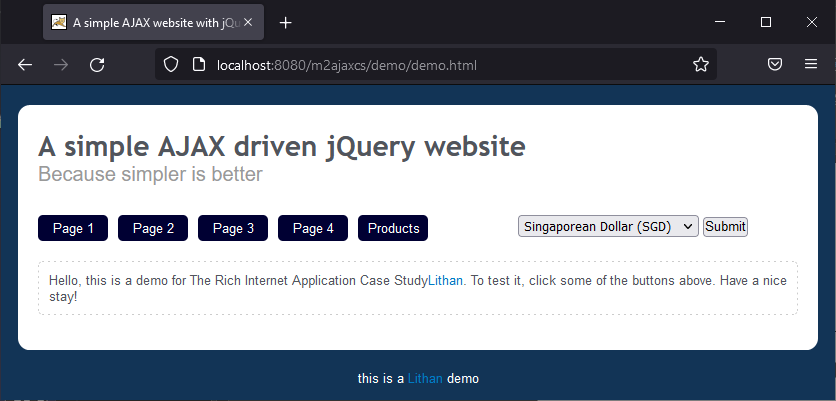 A simple AJAX website with jQu
localhost:8080/m2ajaxcs/demo/demo.html
A simple AJAX driven jQuery website
Because simpler is better
Page 1 Page 2 Page 3 Page 4 Products Singaporean Dollar (SGD) Submit
Hello, this is a demo for The Rich Internet Application Case StudyLithan. To test it, click some of the buttons above. Have a nice
stay!
this is a Lithan demo